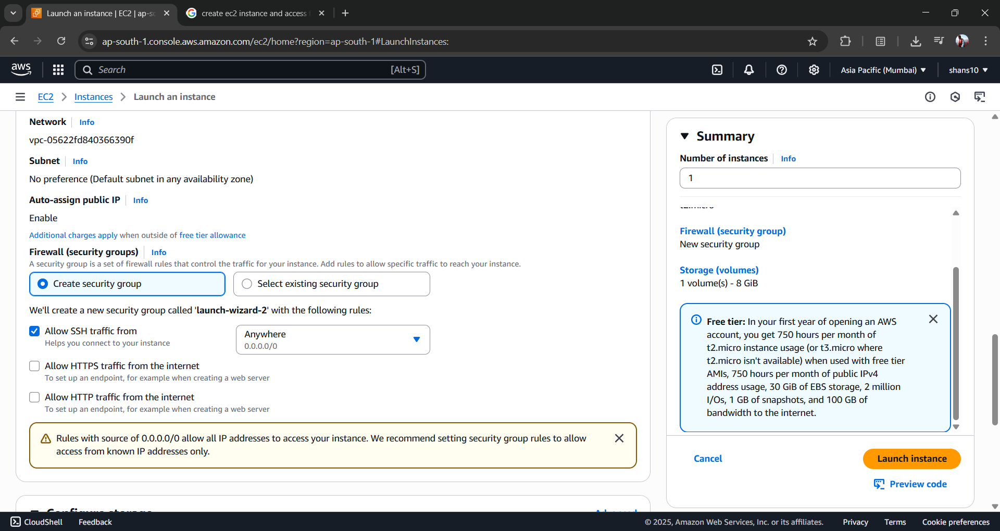 Launch an instance | EC2 | ap-so
create ec2 instance and access
ap-south-1.console.aws.amazon.com/ec2/home?region=ap-south-1#LaunchInstances:
aws
Search
[Alt+S]
Asia Pacific (Mumbai)
shans10
EC2
Instances
Launch an instance
Network
Info
vpc-05622fd840366390f
Subnet
Info
No preference (Default subnet in any availability zone)
Auto-assign public IP
Info
Enable
Additional charges apply when outside of free tier allowance
Firewall (security groups)
Info
A security group is a set of firewall rules that control the traffic for your instance. Add rules to allow specific traffic to reach your instance.
Create security group
Select existing security group
We'll create a new security group called 'launch-wizard-2' with the following rules:
Allow SSH traffic from
Helps you connect to your instance
Anywhere
0.0.0.0/0
Allow HTTPS traffic from the internet
To set up an endpoint, for example when creating a web server
Allow HTTP traffic from the internet
To set up an endpoint, for example when creating a web server
Rules with source of 0.0.0.0/0 allow all IP addresses to access your instance. We recommend setting security group rules to allow
access from known IP addresses only.
Configure storage
Advanced
Summary
Number of instances
Info
1
t2.micro
Firewall (security group)
New security group
Storage (volumes)
1 volume(s) - 8 GiB
Free tier: In your first year of opening an AWS
account, you get 750 hours per month of
t2.micro instance usage (or t3.micro where
t2.micro isn't available) when used with free tier
AMIs, 750 hours per month of public IPv4
address usage, 30 GiB of EBS storage, 2 million
I/Os, 1 GB of snapshots, and 100 GB of
bandwidth to the internet.
Cancel
Launch instance
Preview code
CloudShell
Feedback
© 2025, Amazon Web Services, Inc. or its affiliates.
Privacy
Terms
Cookie preferences